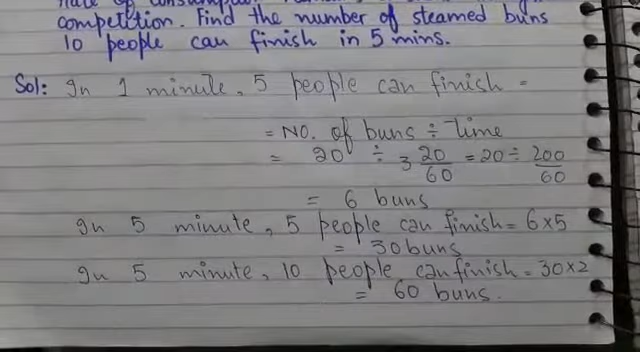 competition. Find the number of steamed buns
10 people can finish in 5 mins.
Sol: In 1 minute, 5 people can finish =
= NO. of buns ÷ Time
= 20 ÷ 3 20/60 = 20 ÷ 200/60
= 6 buns
In 5 minute, 5 people can finish = 6×5
= 30 buns
In 5 minute, 10 people can finish = 30×2
= 60 buns.